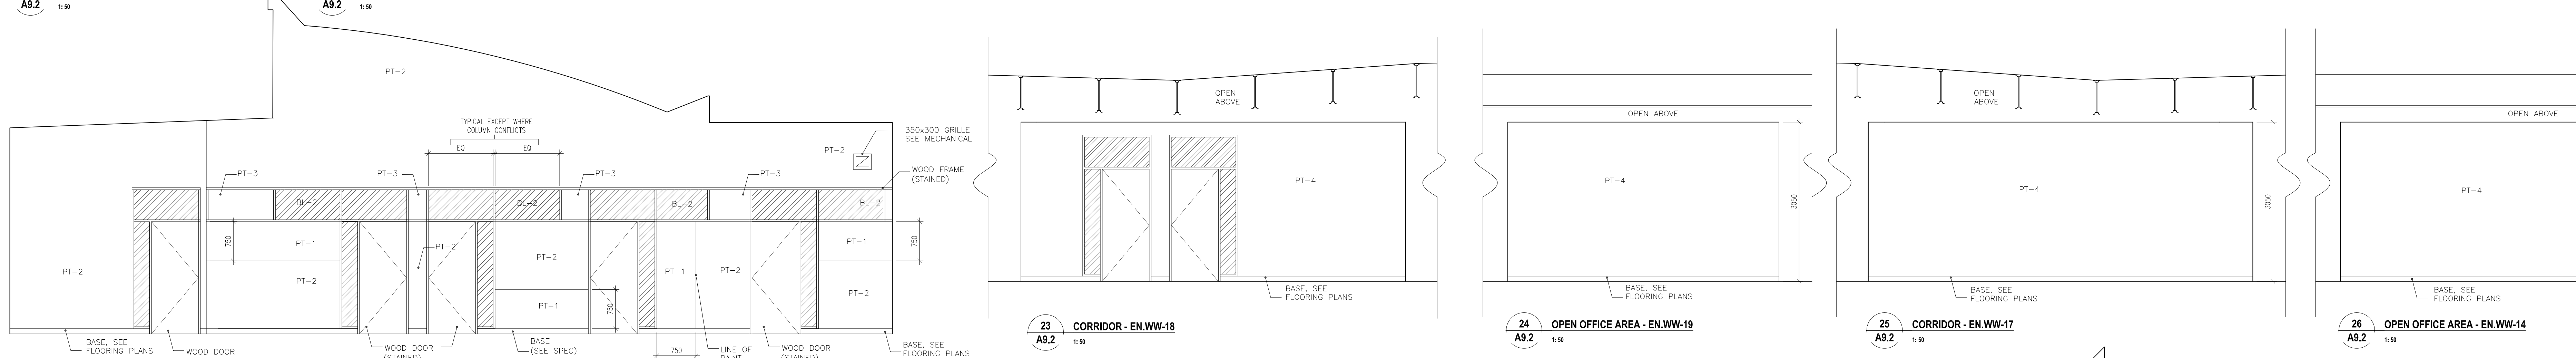 A9.2
1: 50
A9.2
1: 50
PT-2
TYPICAL EXCEPT WHERE
COLUMN CONFLICTS
EQ
EQ
350x300 GRILLE
SEE MECHANICAL
PT-2
WOOD FRAME
(STAINED)
PT-3
PT-3
PT-3
PT-3
BL-2
BL-2
BL-2
BL-2
750
PT-1
PT-2
PT-2
PT-1
750
PT-2
PT-2
PT-2
PT-1
PT-2
PT-1
750
PT-2
BASE, SEE
FLOORING PLANS
WOOD DOOR
WOOD DOOR
(STAINED)
BASE
(SEE SPEC)
750
LINE OF
PAINT
WOOD DOOR
(STAINED)
BASE, SEE
FLOORING PLANS
OPEN
ABOVE
PT-4
BASE, SEE
FLOORING PLANS
23
A9.2
CORRIDOR - EN.WW-18
1: 50
OPEN ABOVE
PT-4
3050
BASE, SEE
FLOORING PLANS
24
A9.2
OPEN OFFICE AREA - EN.WW-19
1: 50
OPEN
ABOVE
PT-4
3050
BASE, SEE
FLOORING PLANS
25
A9.2
CORRIDOR - EN.WW-17
1: 50
OPEN ABOVE
PT-4
BASE, SEE
FLOORING PLANS
26
A9.2
OPEN OFFICE AREA - EN.WW-14
1: 50